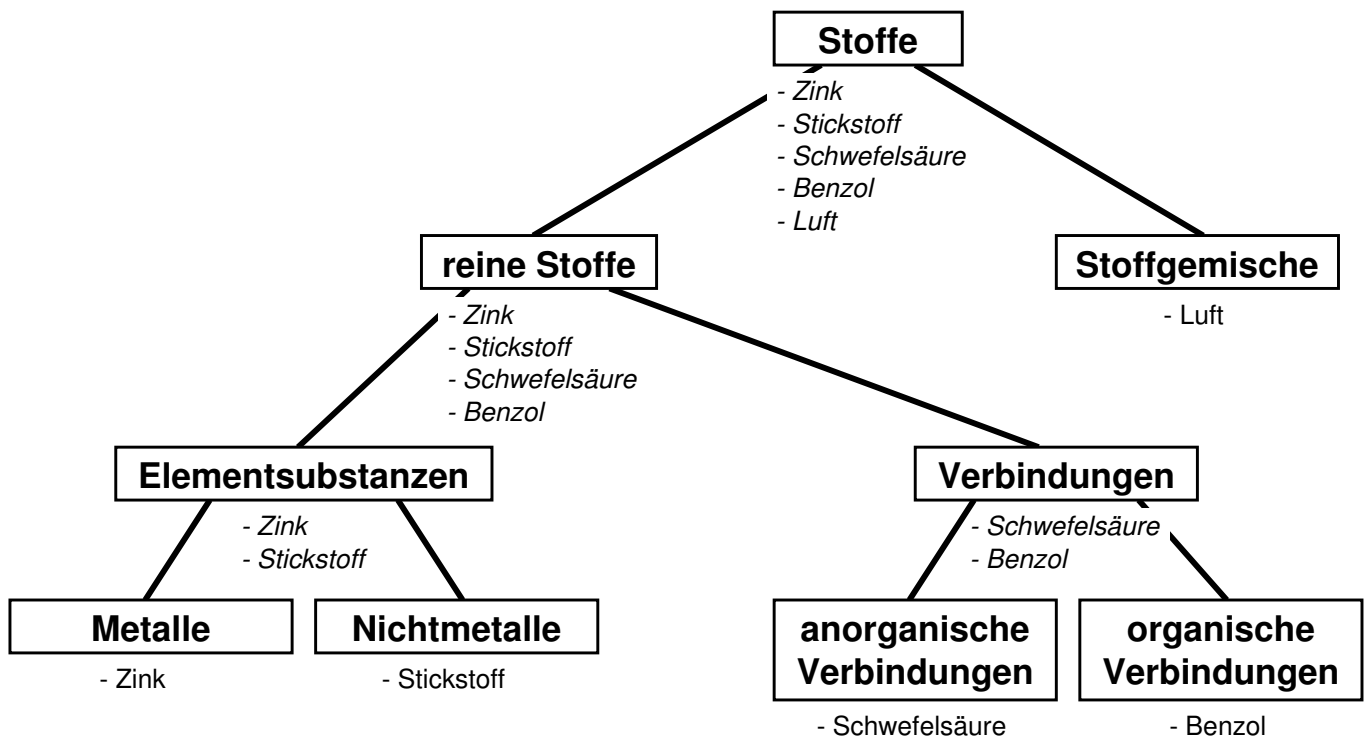 Stoffe
- Zink
- Stickstoff
- Schwefelsäure
- Benzol
- Luft
reine Stoffe
Stoffgemische
- Zink
- Stickstoff
- Schwefelsäure
- Benzol
- Luft
Elementsubstanzen
Verbindungen
- Zink
- Stickstoff
- Schwefelsäure
- Benzol
Metalle
- Zink
Nichtmetalle
- Stickstoff
anorganische
Verbindungen
- Schwefelsäure
organische
Verbindungen
- Benzol